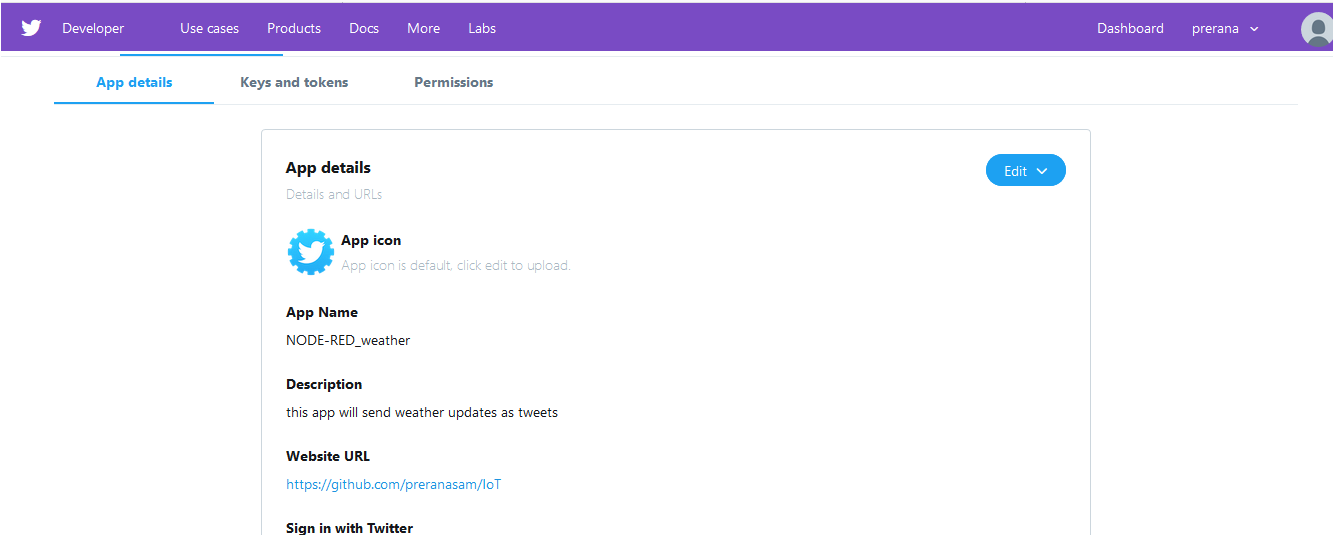 Developer Use cases Products Docs More Labs Dashboard prerana
App details Keys and tokens Permissions
App details
Edit
Details and URLs
App icon
App icon is default, click edit to upload.
App Name
NODE-RED_weather
Description
this app will send weather updates as tweets
Website URL
https://github.com/preranasam/IoT
Sign in with Twitter